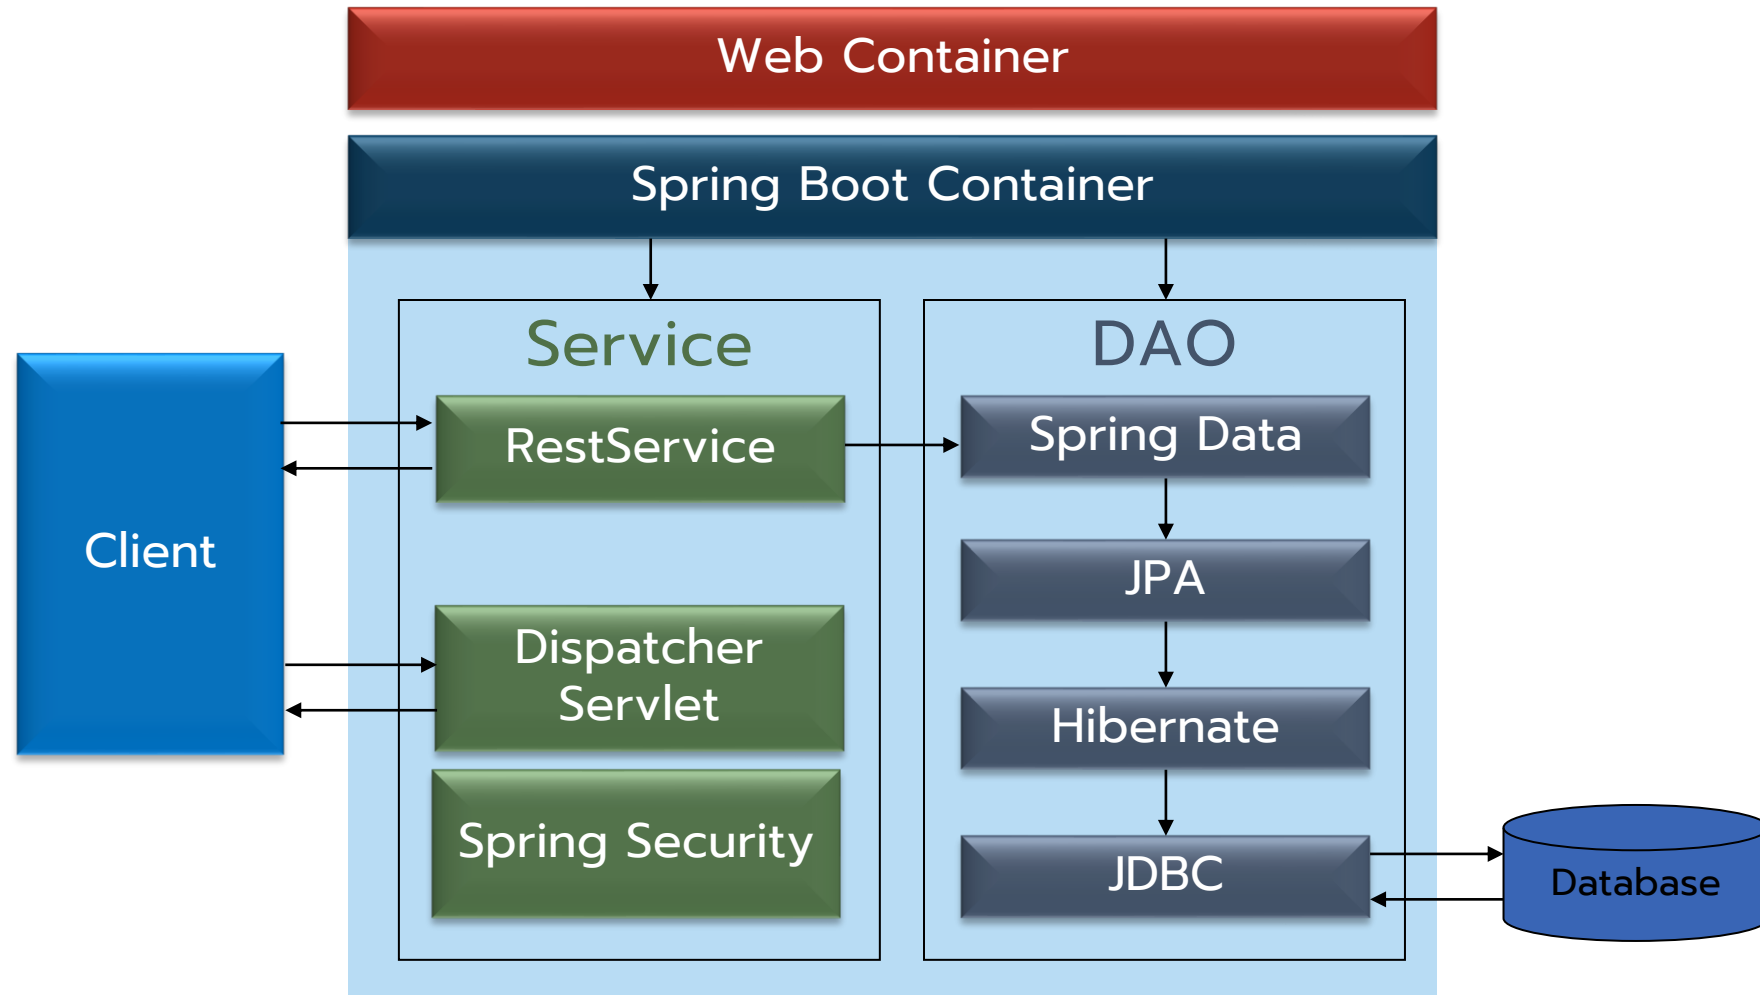 Web Container
Spring Boot Container
Service
DAO
RestService
Spring Data
Client
JPA
Dispatcher
Servlet
Hibernate
Spring Security
JDBC
Database